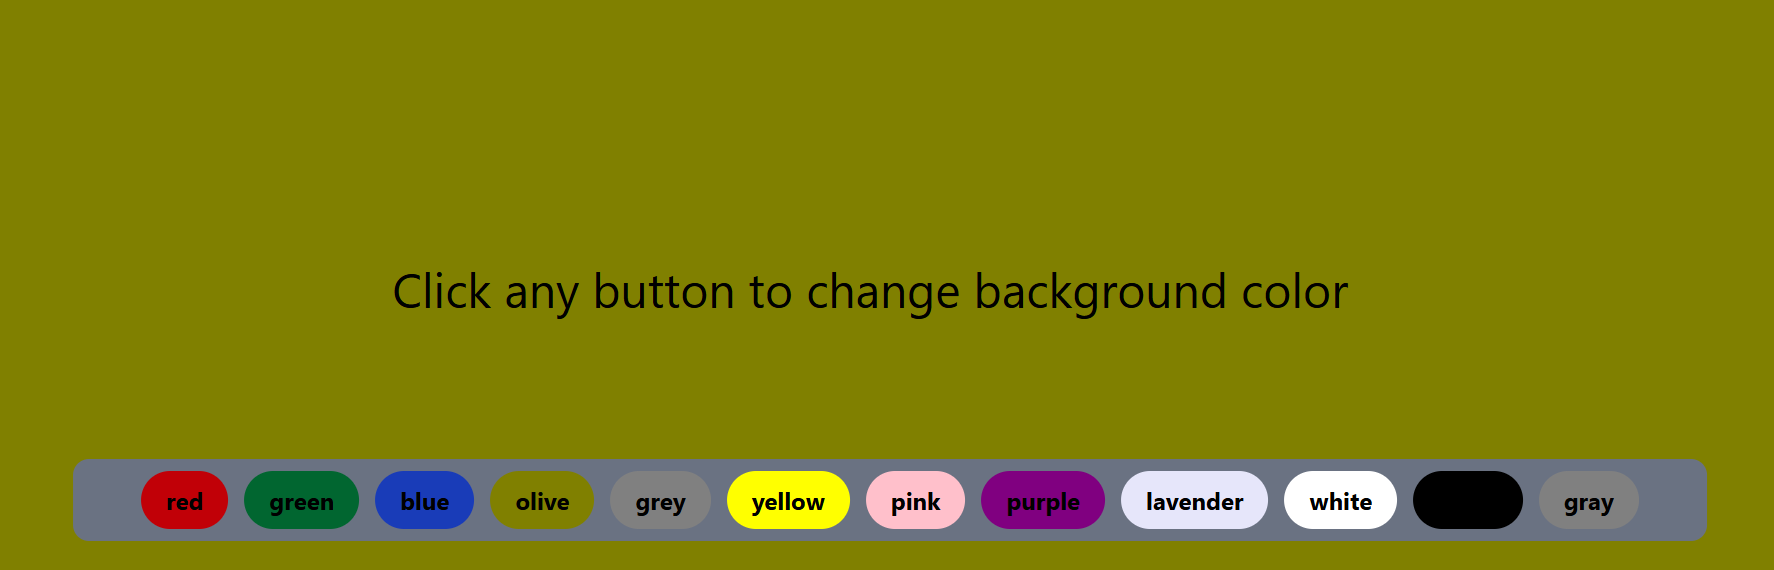 Click any button to change background color
red green blue olive grey yellow pink purple lavender white gray